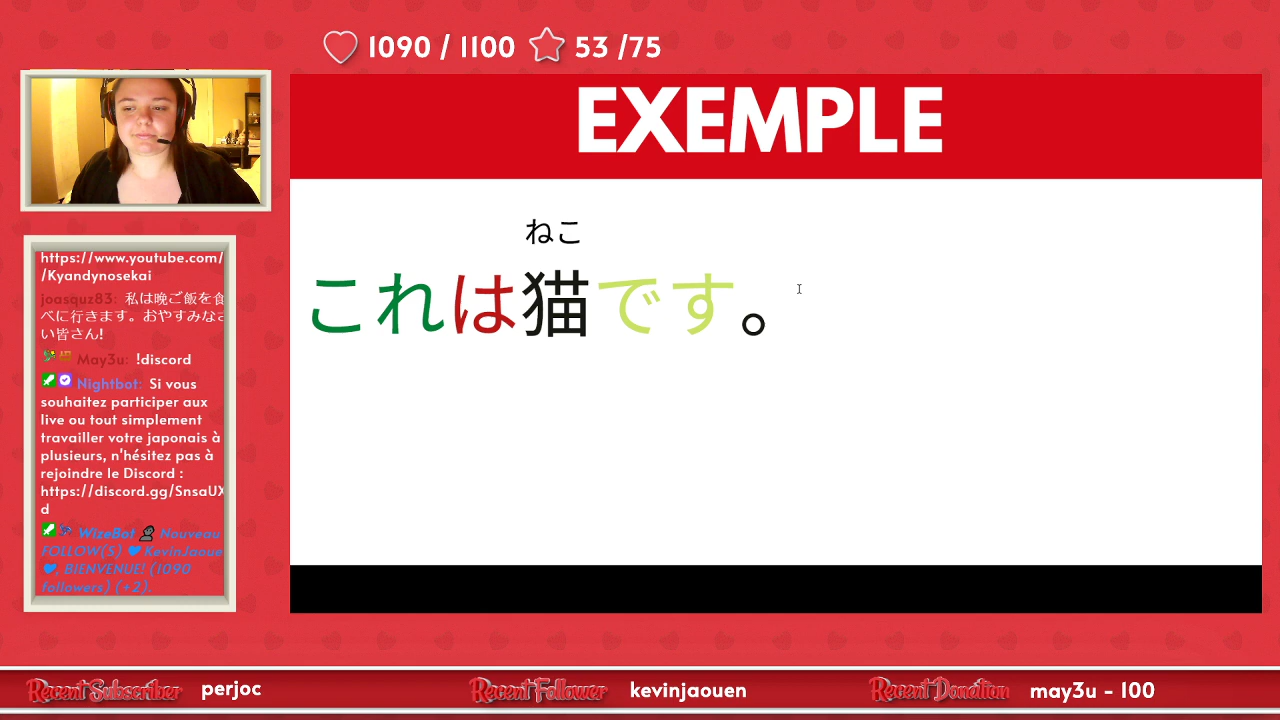 1090 / 1100 53 /75
EXEMPLE
ねこ
これは猫です。
https://www.youtube.com/
/Kyandynosekai
joasquz83: 私は晩ご飯を食
べに行きます。おやすみなさ
い皆さん!
May3u: !discord
Nightbot: Si vous
souhaitez participer aux
live ou tout simplement
travailler votre japonais à
plusieurs, n'hésitez pas à
rejoindre le Discord :
https://discord.gg/SnsaUX
d
WizeBot Nouveau
FOLLOW(S) KevinJaoue
, BIENVENUE! (1090
followers) (+2).
Recent Subscriber perjoc Recent Follower kevinjaouen Recent Donation may3u - 100